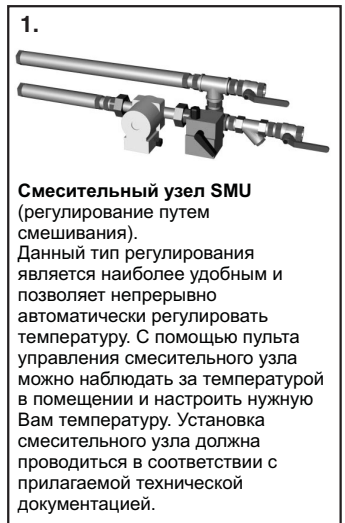 1.
Смесительный узел SMU
(регулирование путем
смешивания).
Данный тип регулирования
является наиболее удобным и
позволяет непрерывно
автоматически регулировать
температуру. С помощью пульта
управления смесительного узла
можно наблюдать за температурой
в помещении и настроить нужную
Вам температуру. Установка
смесительного узла должна
проводиться в соответствии с
прилагаемой технической
документацией.